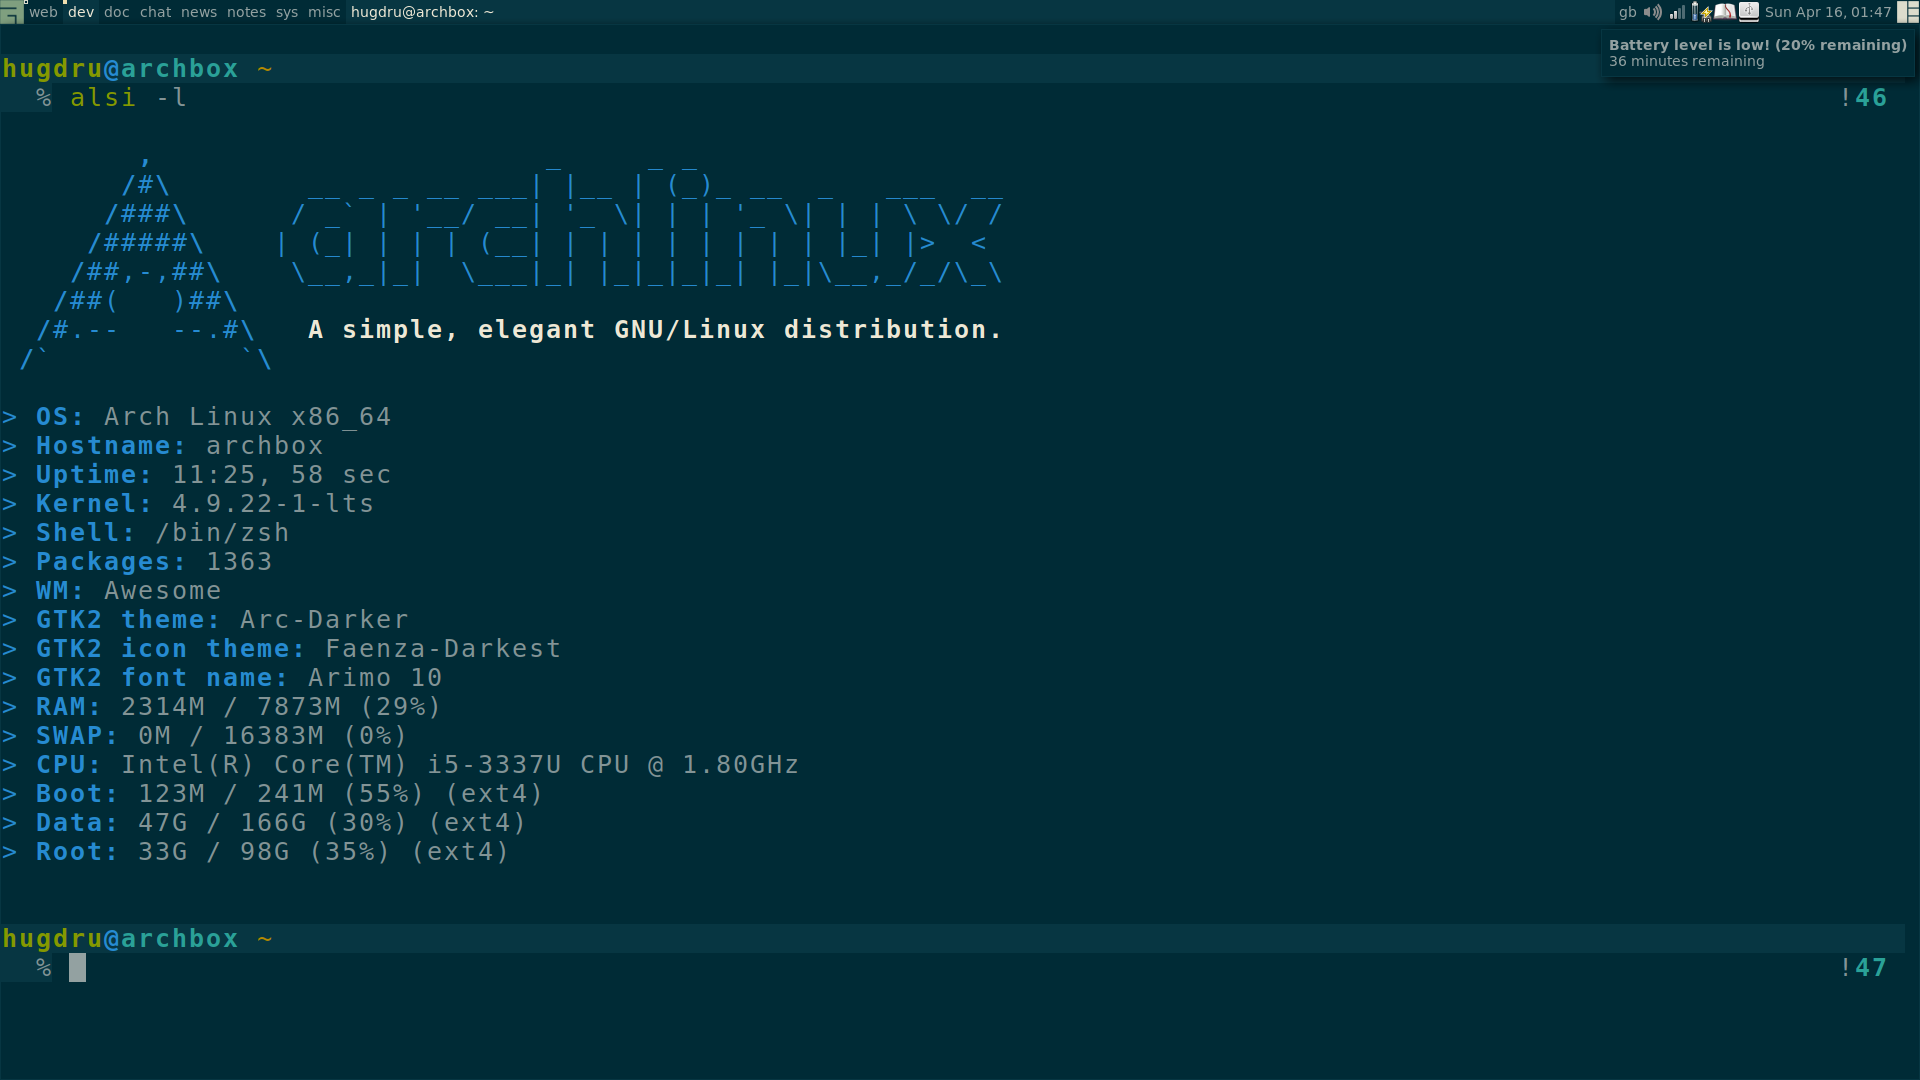 web dev doc chat news notes sys misc hugdru@archbox: ~ gb Sun Apr 16, 01:47
Battery level is low! (20% remaining)
36 minutes remaining
hugdru@archbox ~
% alsi -l !46
archlinux
A simple, elegant GNU/Linux distribution.
> OS: Arch Linux x86_64
> Hostname: archbox
> Uptime: 11:25, 58 sec
> Kernel: 4.9.22-1-lts
> Shell: /bin/zsh
> Packages: 1363
> WM: Awesome
> GTK2 theme: Arc-Darker
> GTK2 icon theme: Faenza-Darkest
> GTK2 font name: Arimo 10
> RAM: 2314M / 7873M (29%)
> SWAP: 0M / 16383M (0%)
> CPU: Intel(R) Core(TM) i5-3337U CPU @ 1.80GHz
> Boot: 123M / 241M (55%) (ext4)
> Data: 47G / 166G (30%) (ext4)
> Root: 33G / 98G (35%) (ext4)
hugdru@archbox ~
% !47